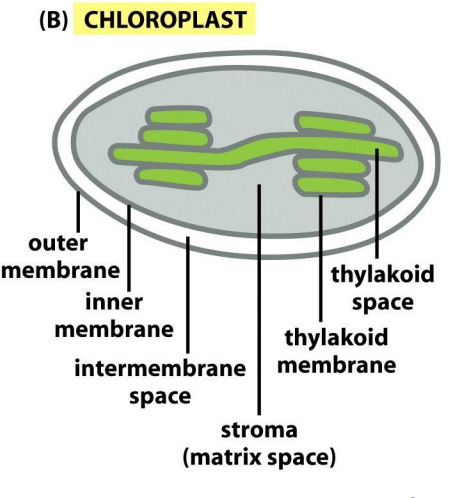 (B) CHLOROPLAST
outer
membrane
inner
membrane
intermembrane
space
stroma
(matrix space)
thylakoid
membrane
thylakoid
space